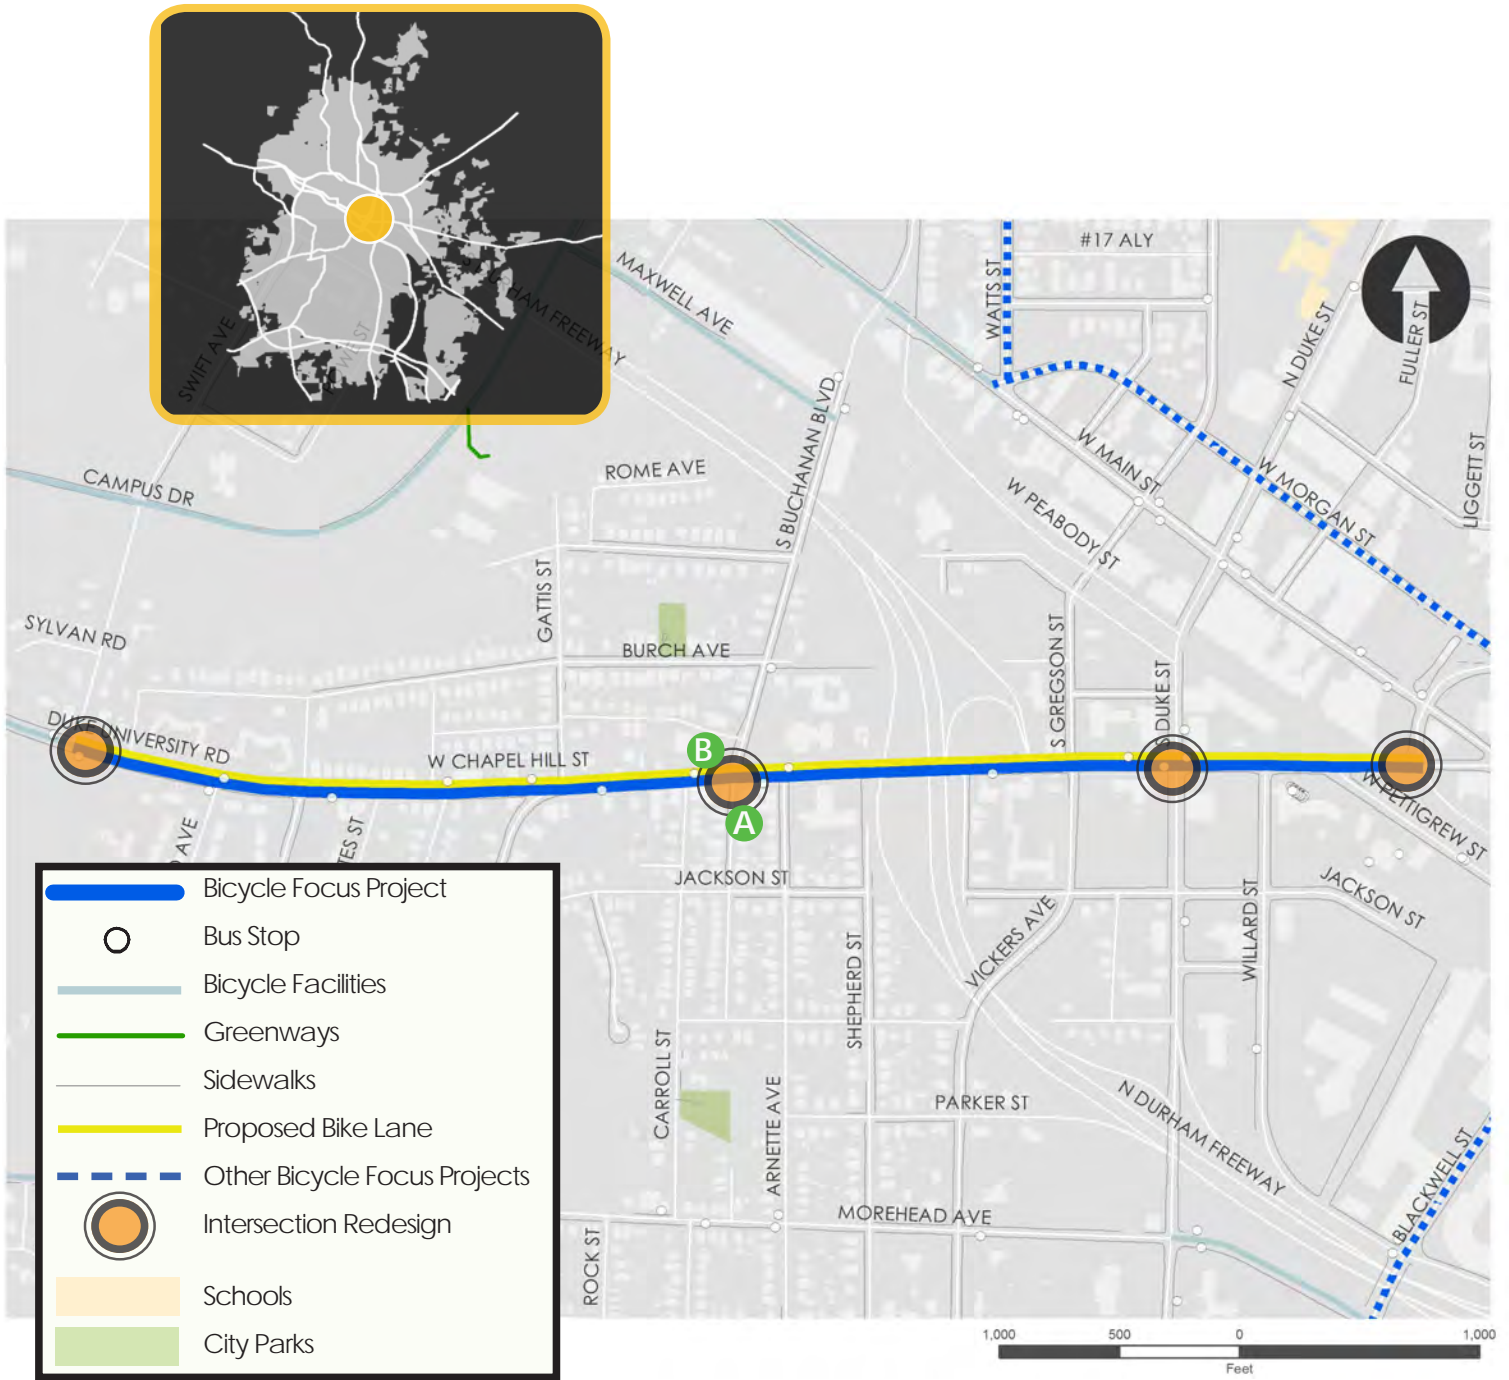 #17 ALY
MAXWELL AVE
WATTS ST
SWIFT AVE
HAM FREEWAY
N DUKE ST
FULLER ST
S BUCHANAN BLVD
W MAIN ST
W MORGAN ST
LIGGETT ST
ROME AVE
CAMPUS DR
W PEABODY ST
GATTIS ST
SYLVAN RD
BURCH AVE
S GREGSON ST
S DUKE ST
DUKE UNIVERSITY RD
W CHAPEL HILL ST
B
A
W PETTIGREW ST
TES ST
JACKSON ST
JACKSON ST
VICKERS AVE
WILLARD ST
SHEPHERD ST
CARROLL ST
ARNETTE AVE
PARKER ST
N DURHAM FREEWAY
BLACKWELL ST
MOREHEAD AVE
ROCK ST
Bicycle Focus Project
Bus Stop
Bicycle Facilities
Greenways
Sidewalks
Proposed Bike Lane
Other Bicycle Focus Projects
Intersection Redesign
Schools
City Parks
1,000 500 0 1,000
Feet